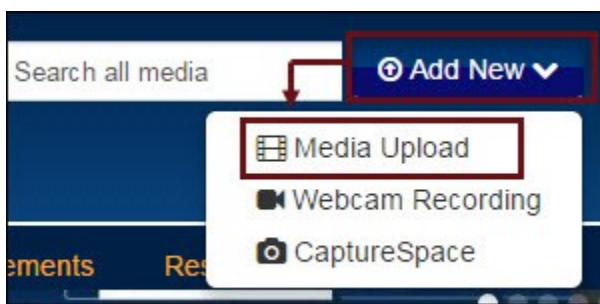 Search all media
Add New
Media Upload
Webcam Recording
CaptureSpace
ements Res